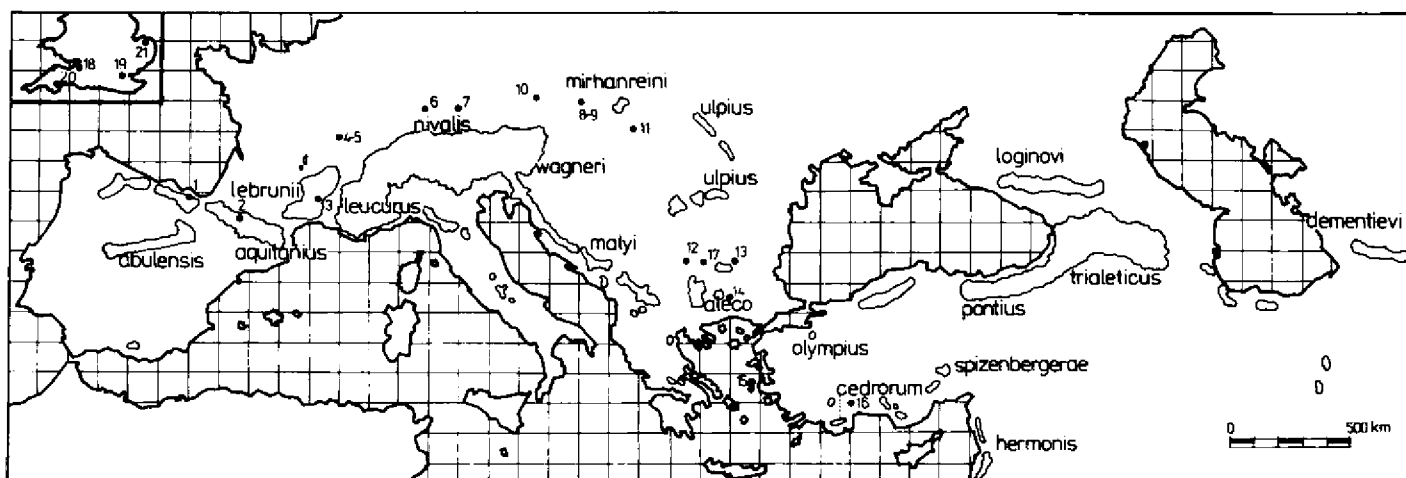 21
18
19
20
mirhanreini
10
6
7
8-9
ulpius
nivalis
11
4-5
loginovi
wagneri
lebrunii
1
ulpius
2
3
leucurus
dementievi
abulensis
aquitanius
malyi
12
17
13
trialeticus
14
aleco
pontius
olympius
spizenbergerae
15
cedrorum
16
0
500 km
hermonis